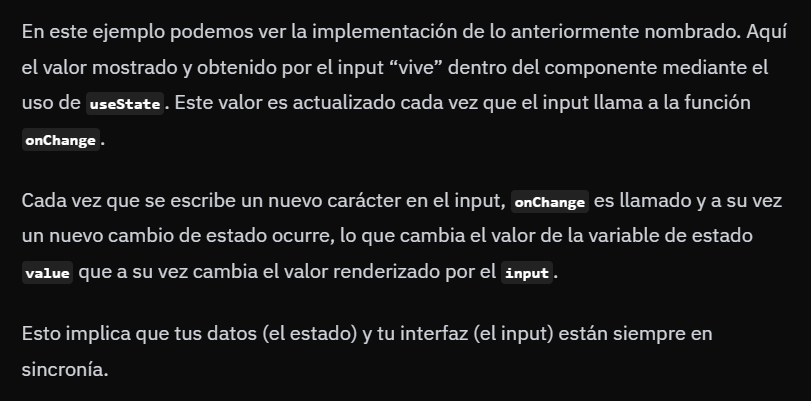 En este ejemplo podemos ver la implementación de lo anteriormente nombrado. Aquí
el valor mostrado y obtenido por el input “vive” dentro del componente mediante el
uso de useState. Este valor es actualizado cada vez que el input llama a la función
onChange.
Cada vez que se escribe un nuevo carácter en el input, onChange es llamado y a su vez
un nuevo cambio de estado ocurre, lo que cambia el valor de la variable de estado
value que a su vez cambia el valor renderizado por el input.
Esto implica que tus datos (el estado) y tu interfaz (el input) están siempre en
sincronía.